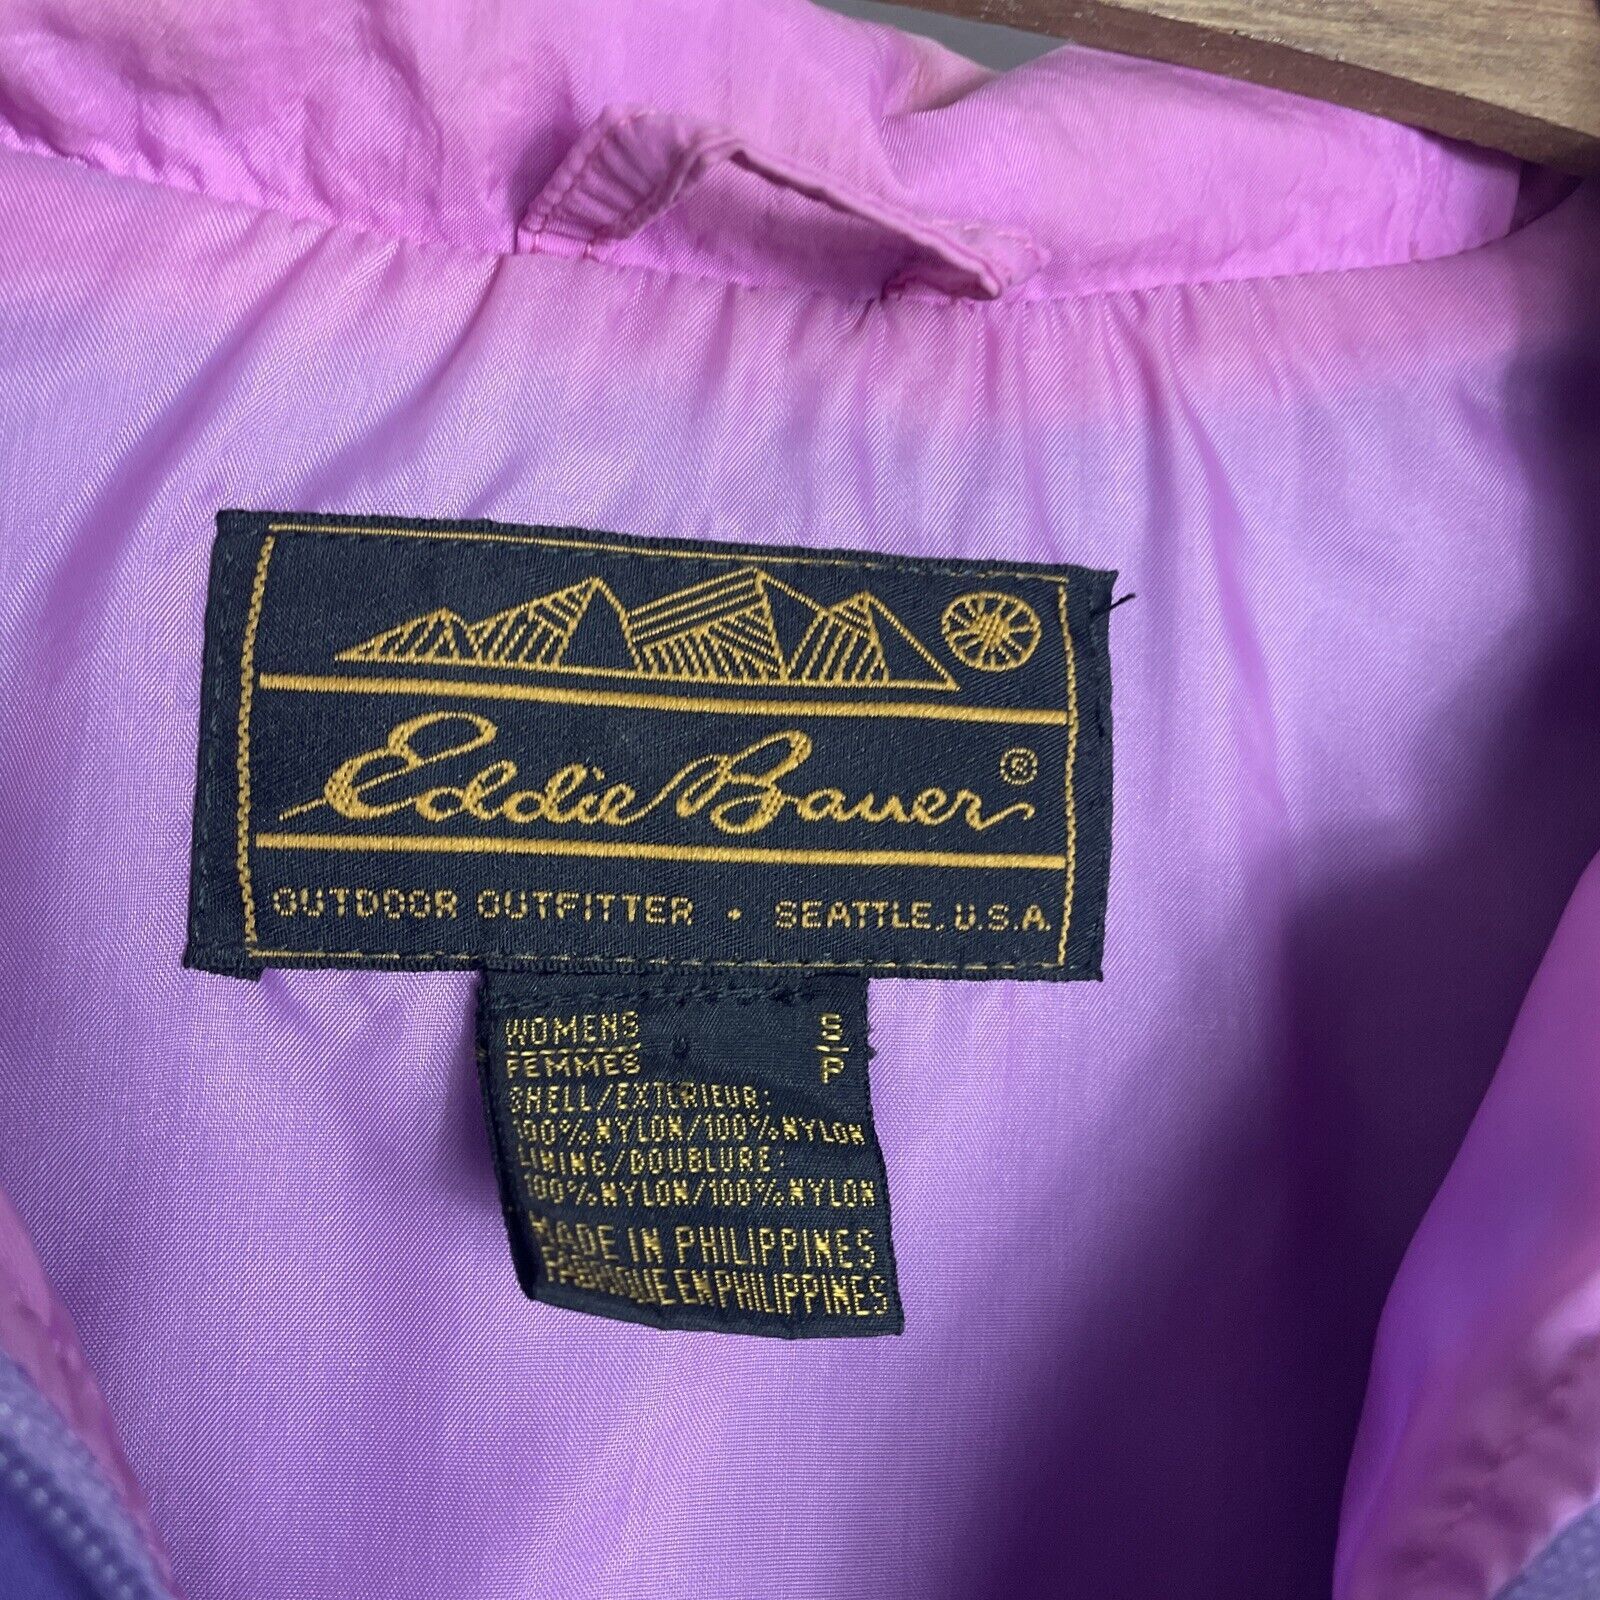 Eddie Bauer®
OUTDOOR OUTFITTER • SEATTLE, U.S.A.
WOMENS S
FEMMES P
SHELL/EXTERIEUR:
100% NYLON/100% NYLON
LINING/DOUBLURE:
100% NYLON/100% NYLON
MADE IN PHILIPPINES
FABRIQUE EN PHILIPPINES